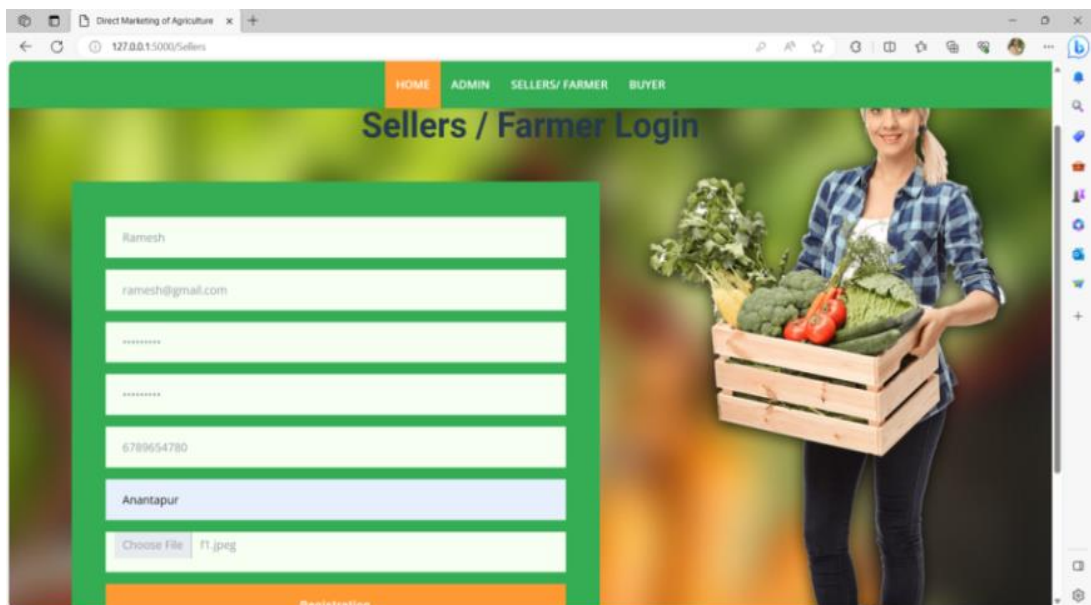 Direct Marketing of Agriculture
127.0.0.1:5000/Sellers
HOME ADMIN SELLERS/ FARMER BUYER
Sellers / Farmer Login
Ramesh
ramesh@gmail.com
•••••••••
•••••••••
6789654780
Anantapur
Choose File f1.jpeg
Registration